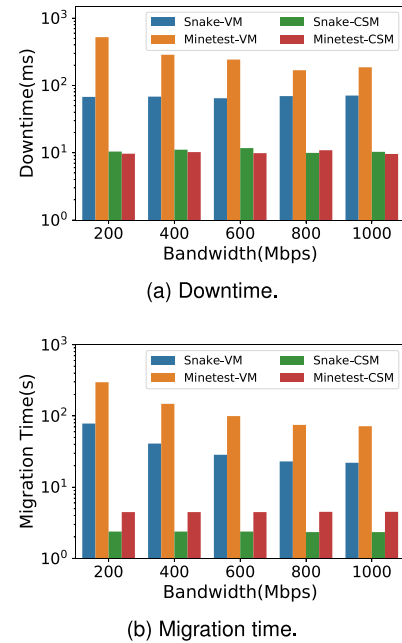 10³
Snake-VM
Snake-CSM
Minetest-VM
Minetest-CSM
10²
10¹
10⁰
Downtime(ms)
200 400 600 800 1000
Bandwidth(Mbps)
(a) Downtime.
10³
Snake-VM
Snake-CSM
Minetest-VM
Minetest-CSM
10²
10¹
10⁰
Migration Time(s)
200 400 600 800 1000
Bandwidth(Mbps)
(b) Migration time.